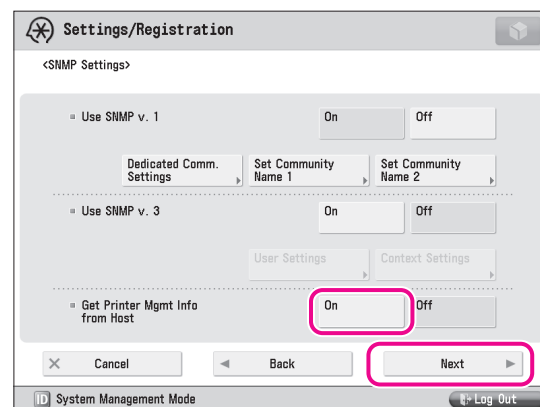 Settings/Registration
<SNMP Settings>
Use SNMP v. 1
On
Off
Dedicated Comm.
Settings
Set Community
Name 1
Set Community
Name 2
Use SNMP v. 3
On
Off
User Settings
Context Settings
Get Printer Mgmt Info
from Host
On
Off
Cancel
Back
Next
ID System Management Mode
Log Out